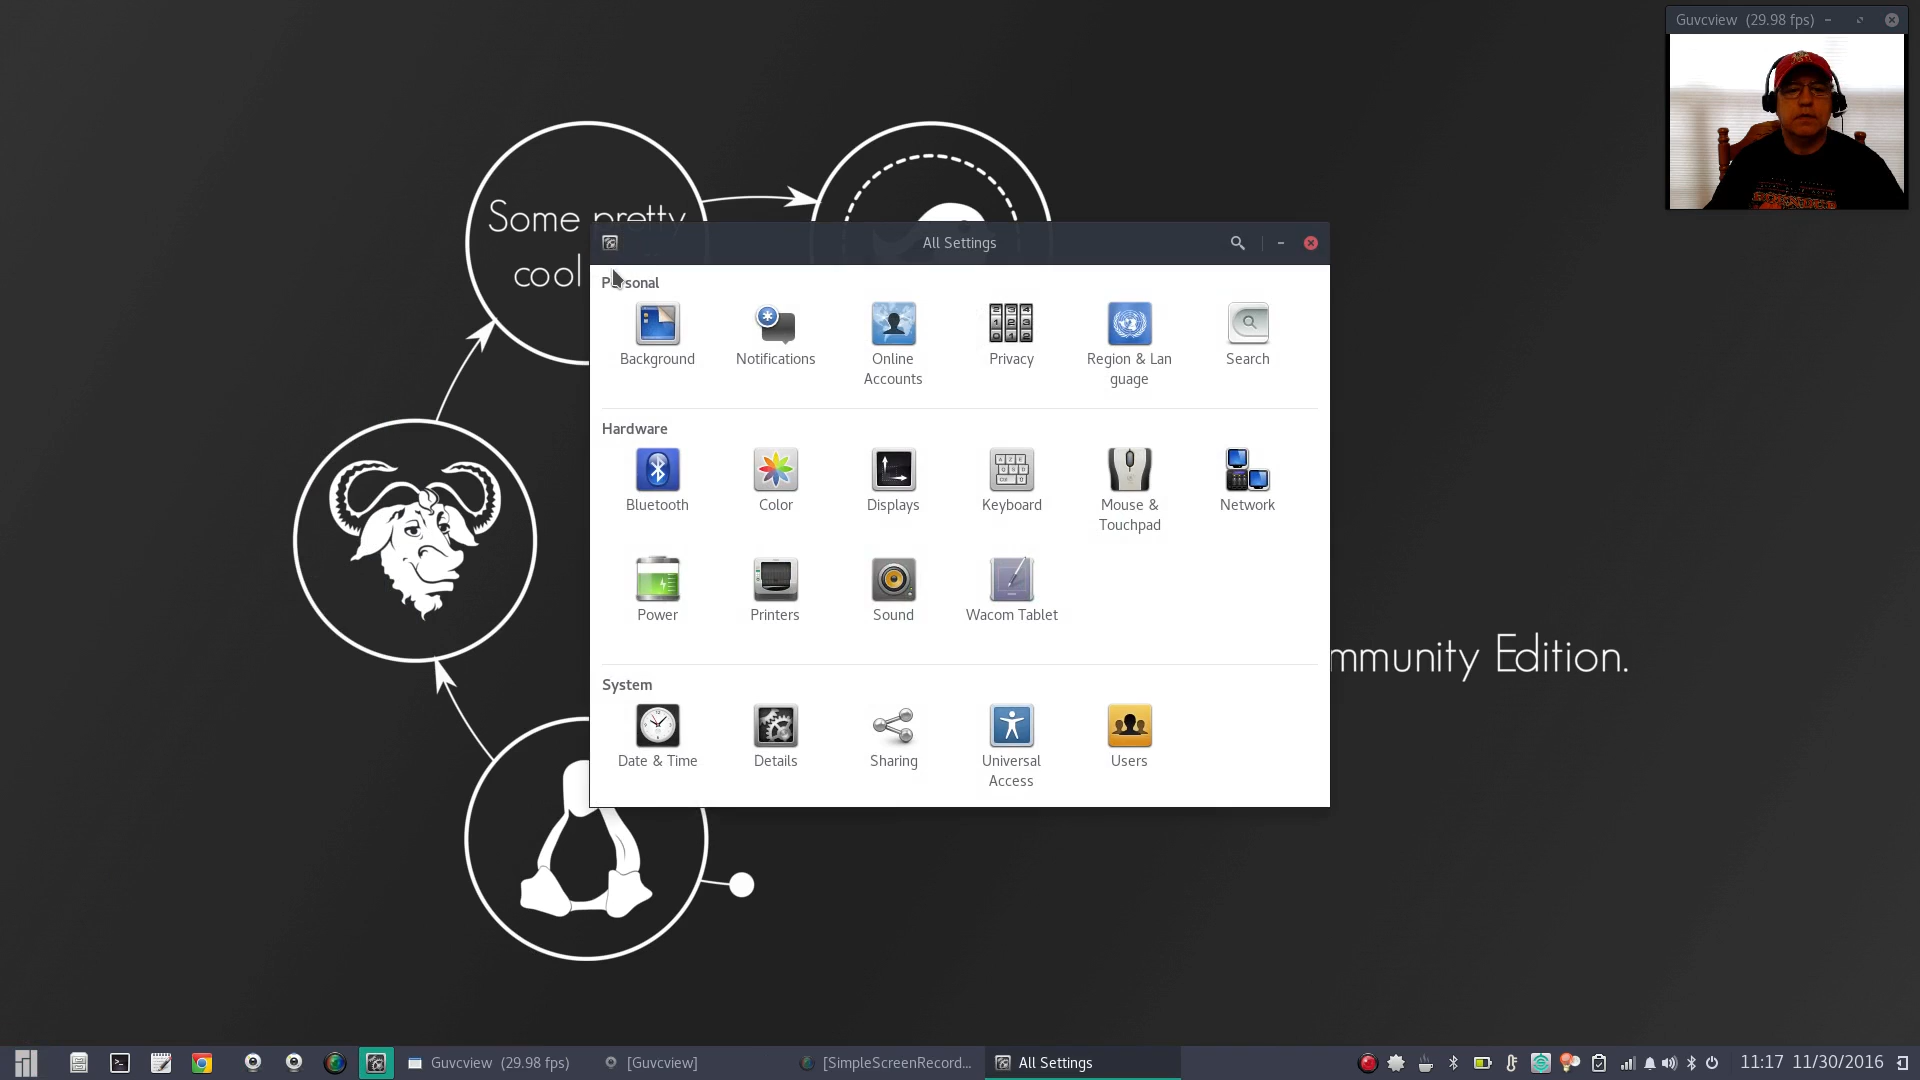 Guvcview (29.98 fps)
Some pretty
cool
All Settings
Personal
Background
Notifications
Online
Accounts
Privacy
Region & Lan
guage
Search
Hardware
Bluetooth
Color
Displays
Keyboard
Mouse &
Touchpad
Network
Power
Printers
Sound
Wacom Tablet
mmunity Edition.
System
Date & Time
Details
Sharing
Universal
Access
Users
Guvcview (29.98 fps)
[Guvcview]
[SimpleScreenRecord...
All Settings
11:17 11/30/2016